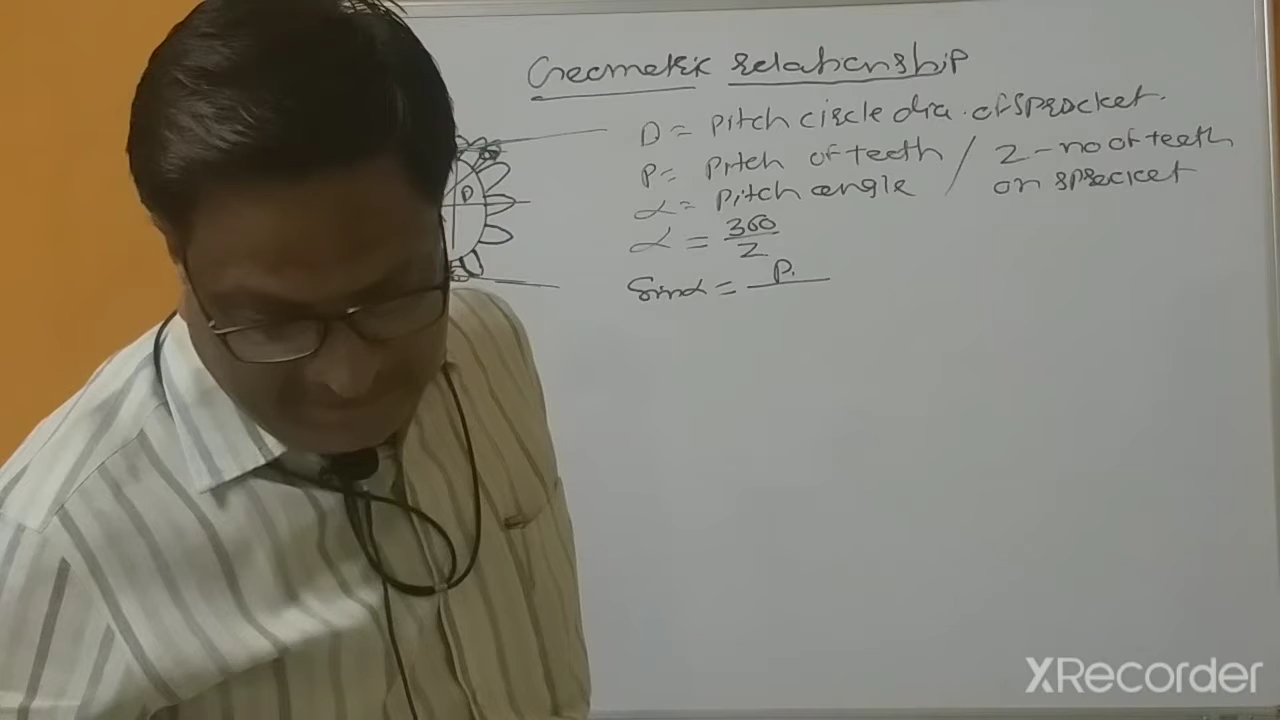 Geometric relationship
D = Pitch circle dia. of sprocket.
P = Pitch of teeth / Z - no of teeth
α = Pitch angle / on sprocket
α = 360/Z
Sinα = P.
D
XRecorder